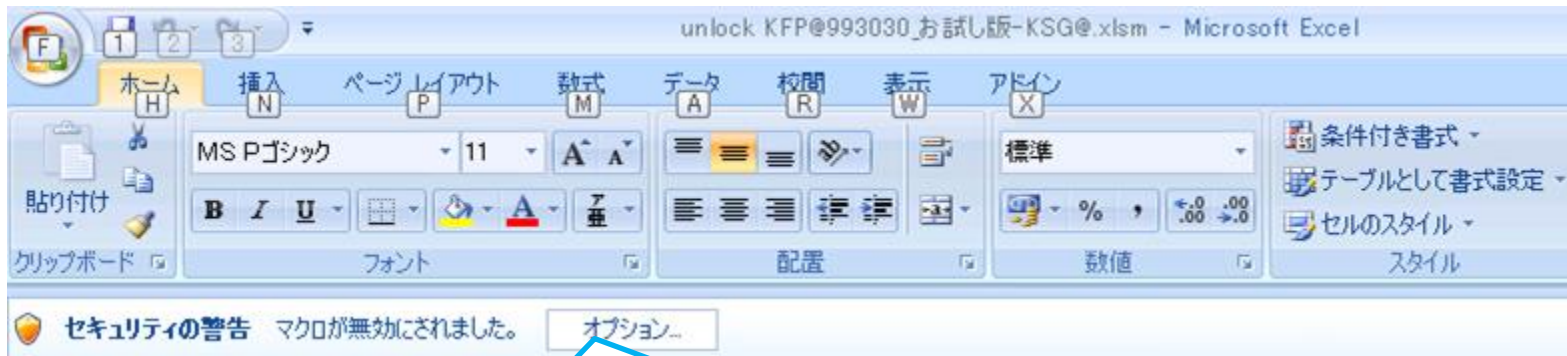 F 1 2 3 unlock KFP@993030_お試し版-KSG@.xlsm - Microsoft Excel
ホーム 挿入 ページ レイアウト 数式 データ 校閲 表示 アドイン
H N P M A R W X
MS Pゴシック 11 A A 標準 条件付き書式
貼り付け B I U A ア亜 a % , .0 .00 .00 .0 テーブルとして書式設定
セルのスタイル
クリップボード フォント 配置 数値 スタイル
セキュリティの警告 マクロが無効にされました。 オプション...